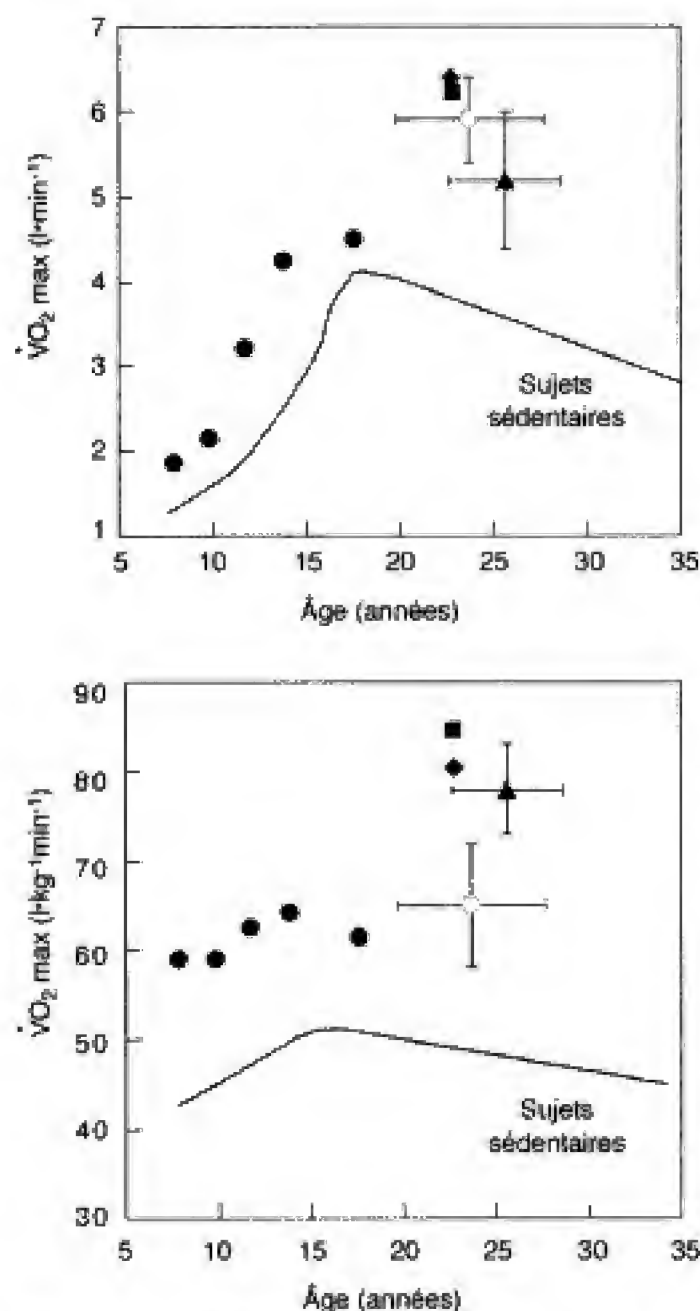 7
6
5
4
3
2
1
V̇O₂ max (l•min⁻¹)
Sujets
sédentaires
5 10 15 20 25 30 35
Âge (années)
90
80
70
60
50
40
30
V̇O₂ max (l•kg⁻¹min⁻¹)
Sujets
sédentaires
5 10 15 20 25 30 35
Âge (années)